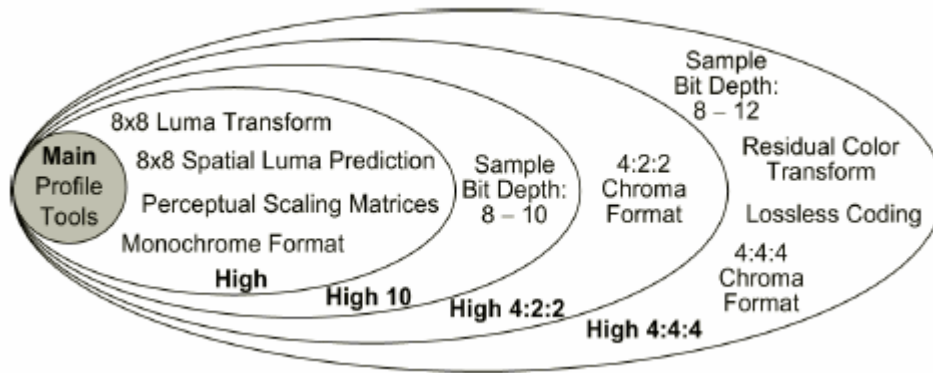 Main
Profile
Tools
8x8 Luma Transform
8x8 Spatial Luma Prediction
Perceptual Scaling Matrices
Monochrome Format
High
Sample
Bit Depth:
8 – 10
High 10
4:2:2
Chroma
Format
High 4:2:2
Sample
Bit Depth:
8 – 12
Residual Color
Transform
Lossless Coding
4:4:4
Chroma
Format
High 4:4:4